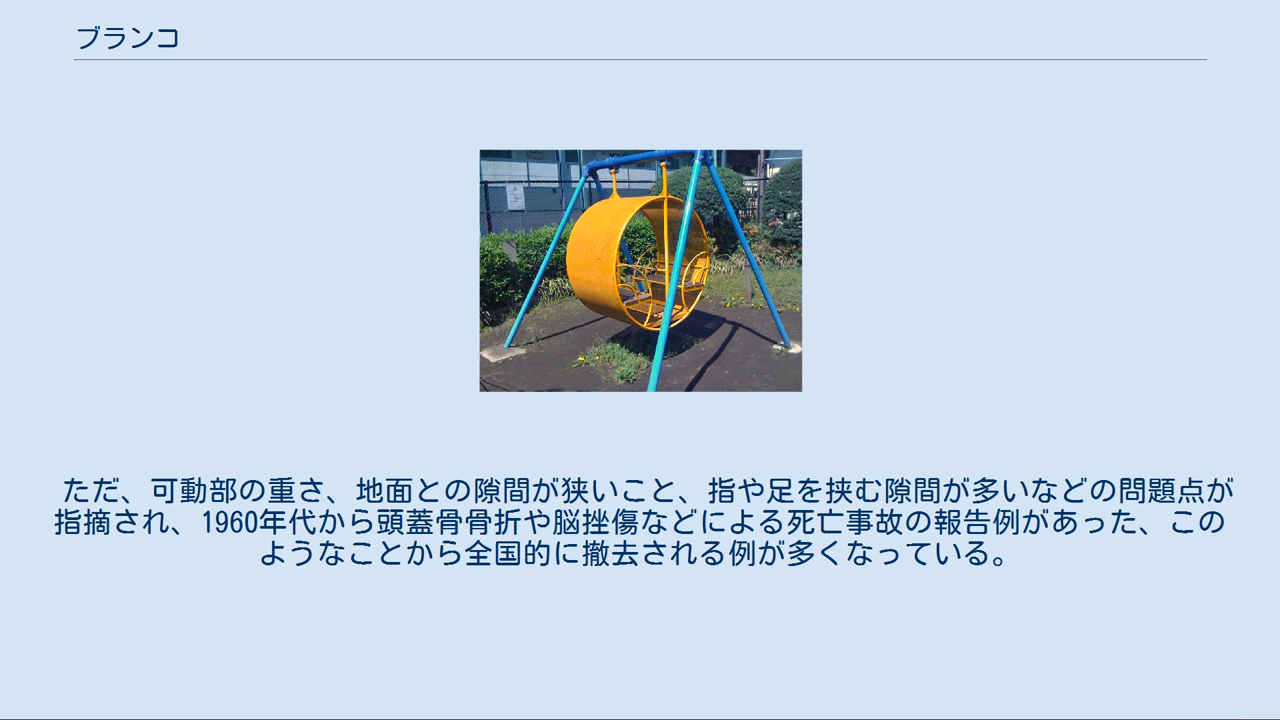 ブランコ
ただ、可動部の重さ、地面との隙間が狭いこと、指や足を挟む隙間が多いなどの問題点が
指摘され、1960年代から頭蓋骨骨折や脳挫傷などによる死亡事故の報告例があった、この
ようなことから全国的に撤去される例が多くなっている。